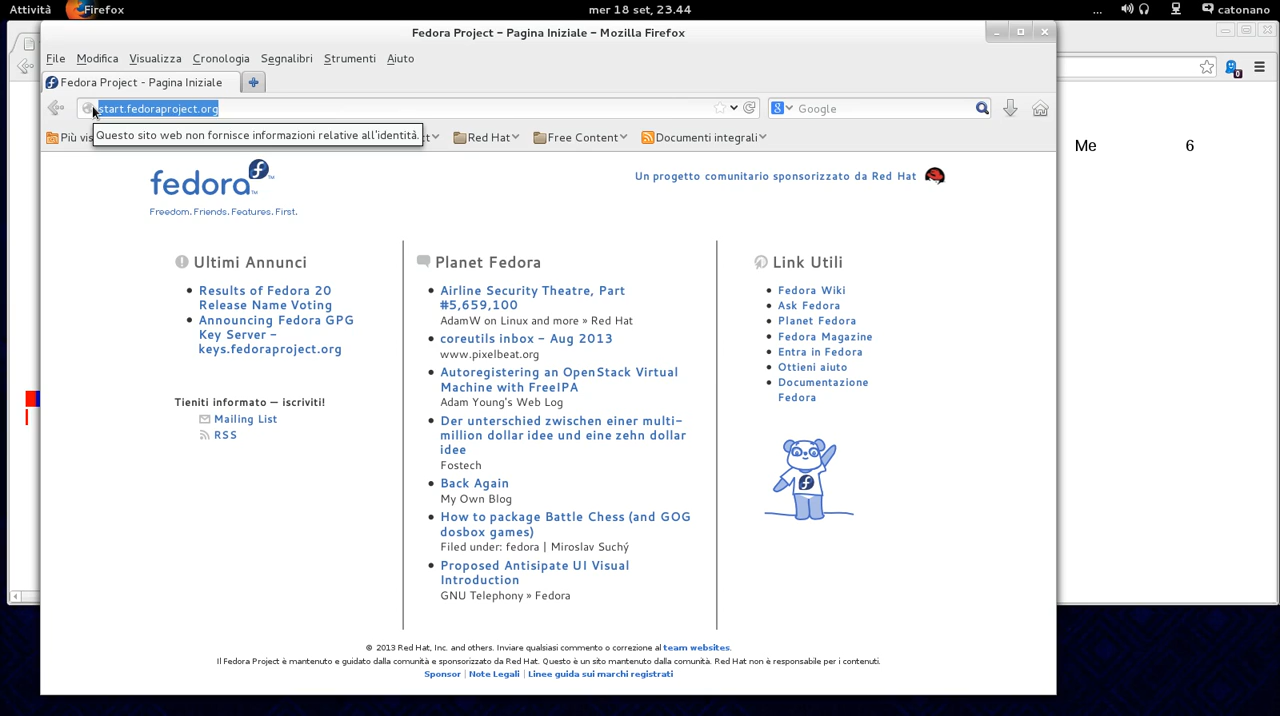 Attività Firefox mer 18 set, 23.44 ... catonano
Fedora Project - Pagina Iniziale - Mozilla Firefox
File Modifica Visualizza Cronologia Segnalibri Strumenti Aiuto
Fedora Project - Pagina Iniziale
start.fedoraproject.org Google
Questo sito web non fornisce informazioni relative all'identità.
Più vis Red Hat Free Content Documenti integrali
Me 6
0
fedora
Freedom. Friends. Features. First.
Un progetto comunitario sponsorizzato da Red Hat
Ultimi Annunci
Results of Fedora 20
Release Name Voting
Announcing Fedora GPG
Key Server -
keys.fedoraproject.org
Tieniti informato — iscriviti!
Mailing List
RSS
Planet Fedora
Airline Security Theatre, Part
#5,659,100
AdamW on Linux and more » Red Hat
coreutils inbox - Aug 2013
www.pixelbeat.org
Autoregistering an OpenStack Virtual
Machine with FreeIPA
Adam Young's Web Log
Der unterschied zwischen einer multi-
million dollar idee und eine zehn dollar
idee
Fostech
Back Again
My Own Blog
How to package Battle Chess (and GOG
dosbox games)
Filed under: fedora | Miroslav Suchý
Proposed Antisipate UI Visual
Introduction
GNU Telephony » Fedora
Link Utili
Fedora Wiki
Ask Fedora
Planet Fedora
Fedora Magazine
Entra in Fedora
Ottieni aiuto
Documentazione
Fedora
© 2013 Red Hat, Inc. and others. Inviare qualsiasi commento o correzione al team websites.
Il Fedora Project è mantenuto e guidato dalla comunità e sponsorizzato da Red Hat. Questo è un sito mantenuto dalla comunità. Red Hat non è responsabile per i contenuti.
Sponsor | Note Legali | Linee guida sui marchi registrati